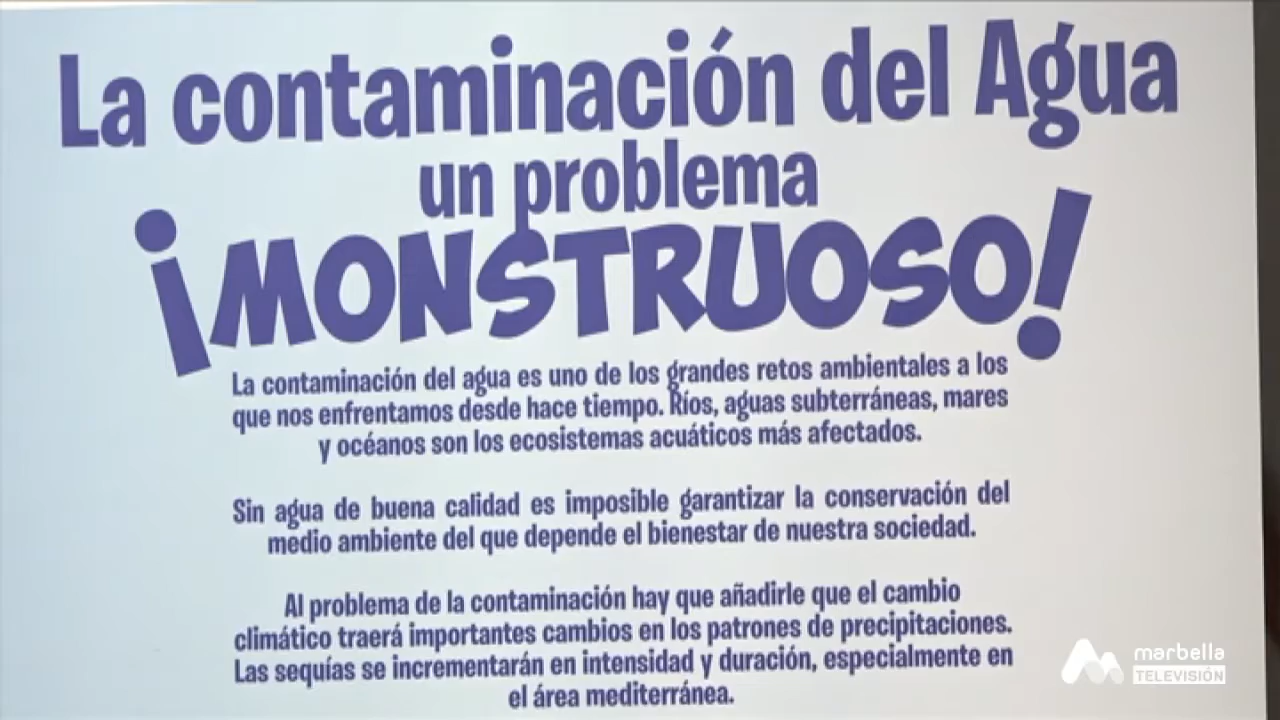 La contaminación del Agua
un problema
¡MONSTRUOSO!
La contaminación del agua es uno de los grandes retos ambientales a los
que nos enfrentamos desde hace tiempo. Ríos, aguas subterráneas, mares
y océanos son los ecosistemas acuáticos más afectados.
Sin agua de buena calidad es imposible garantizar la conservación del
medio ambiente del que depende el bienestar de nuestra sociedad.
Al problema de la contaminación hay que añadirle que el cambio
climático traerá importantes cambios en los patrones de precipitaciones.
Las sequías se incrementarán en intensidad y duración, especialmente en
el área mediterránea.
marbella
TELEVISIÓN